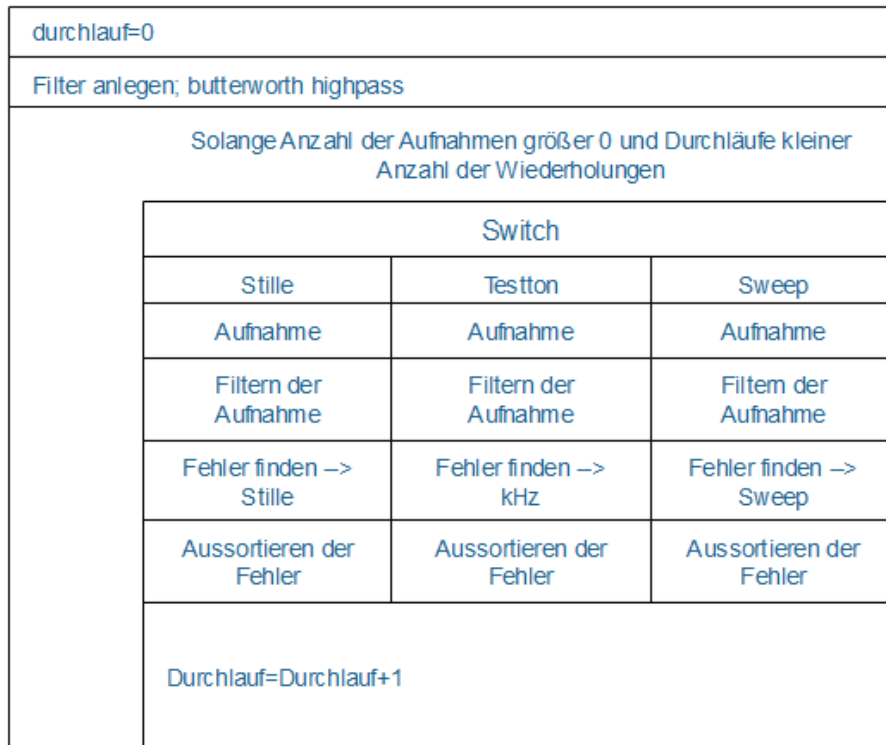 durchlauf=0
Filter anlegen; butterworth highpass
Solange Anzahl der Aufnahmen größer 0 und Durchläufe kleiner
Anzahl der Wiederholungen
Switch
Stille Testton Sweep
Aufnahme Aufnahme Aufnahme
Filtern der Filtern der Filtern der
Aufnahme Aufnahme Aufnahme
Fehler finden --> Fehler finden --> Fehler finden -->
Stille kHz Sweep
Aussortieren der Aussortieren der Aussortieren der
Fehler Fehler Fehler
Durchlauf=Durchlauf+1